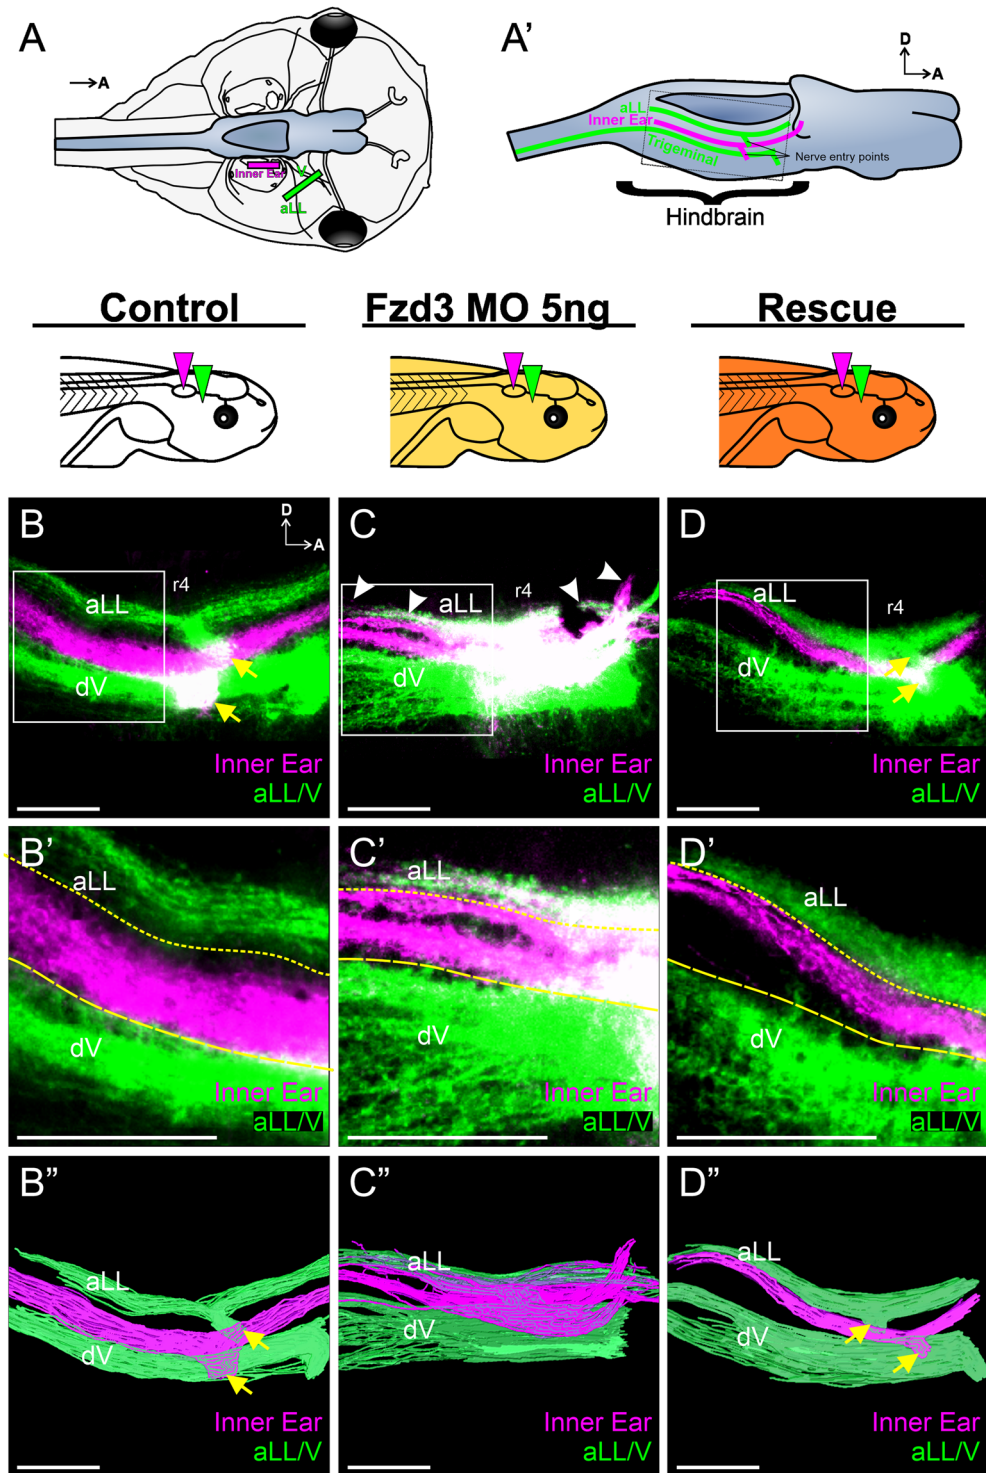 A
A
Inner Ear
V
aLL
A'
D
A
aLL
Inner Ear
Trigeminal
Nerve entry points
Hindbrain
Control
Fzd3 MO 5ng
Rescue
B
D
A
r4
aLL
dV
Inner Ear
aLL/V
C
r4
aLL
dV
Inner Ear
aLL/V
D
r4
aLL
dV
Inner Ear
aLL/V
B'
aLL
dV
Inner Ear
aLL/V
C'
aLL
dV
Inner Ear
aLL/V
D'
aLL
dV
Inner Ear
aLL/V
B”
aLL
dV
Inner Ear
aLL/V
C”
aLL
dV
Inner Ear
aLL/V
D”
aLL
dV
Inner Ear
aLL/V